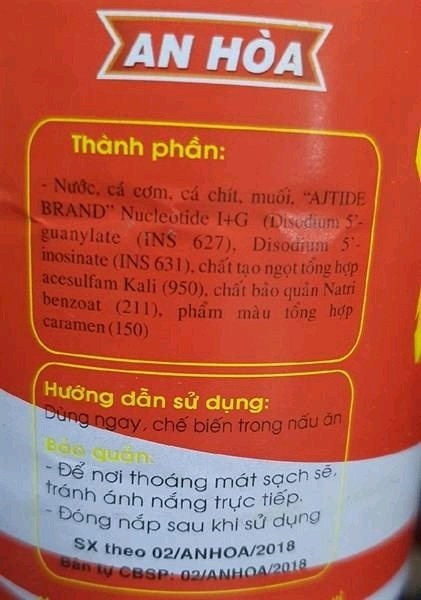 AN HÒA
Thành phần:
- Nước, cá cơm, cá chít, muối, "AJTIDE
BRAND" Nucleotide I+G (Disodium 5'-
guanylate (INS 627), Disodium 5'-
inosinate (INS 631), chất tạo ngọt tổng hợp
acesulfam Kali (950), chất bảo quản Natri
benzoat (211), phẩm màu tổng hợp
caramen (150)
Hướng dẫn sử dụng:
Dùng ngay, chế biến trong nấu ăn
Bảo quản:
- Để nơi thoáng mát sạch sẽ,
tránh ánh nắng trực tiếp.
- Đóng nắp sau khi sử dụng
SX theo 02/ANHOA/2018
Bản tự CBSP: 02/ANHOA/2018